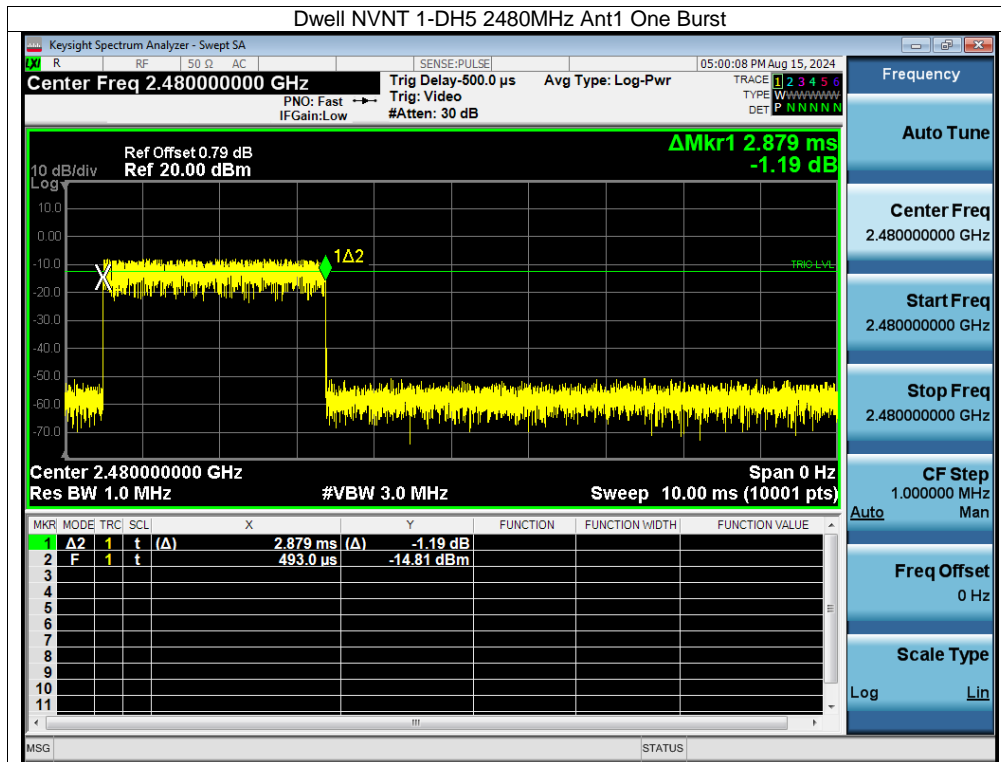 Dwell NVNT 1-DH5 2480MHz Ant1 One Burst
Keysight Spectrum Analyzer - Swept SA
LXI R RF 50 Ω AC SENSE:PULSE 05:00:08 PM Aug 15, 2024
Center Freq 2.480000000 GHz
PNO: Fast
IFGain:Low
Trig Delay-500.0 µs
Trig: Video
#Atten: 30 dB
Avg Type: Log-Pwr
TRACE 1 2 3 4 5 6
TYPE WWWWWW
DET P N N N N N
Ref Offset 0.79 dB
10 dB/div Ref 20.00 dBm
Log
ΔMkr1 2.879 ms
-1.19 dB
10.0
0.00
-10.0
-20.0
-30.0
-40.0
-50.0
-60.0
-70.0
1Δ2
TRIG LVL
Center 2.480000000 GHz Span 0 Hz
Res BW 1.0 MHz #VBW 3.0 MHz Sweep 10.00 ms (10001 pts)
MKR MODE TRC SCL X Y FUNCTION FUNCTION WIDTH FUNCTION VALUE
1 Δ2 1 t (Δ) 2.879 ms (Δ) -1.19 dB
2 F 1 t 493.0 µs -14.81 dBm
3
4
5
6
7
8
9
10
11
MSG STATUS
Frequency
Auto Tune
Center Freq
2.480000000 GHz
Start Freq
2.480000000 GHz
Stop Freq
2.480000000 GHz
CF Step
1.000000 MHz
Auto Man
Freq Offset
0 Hz
Scale Type
Log Lin